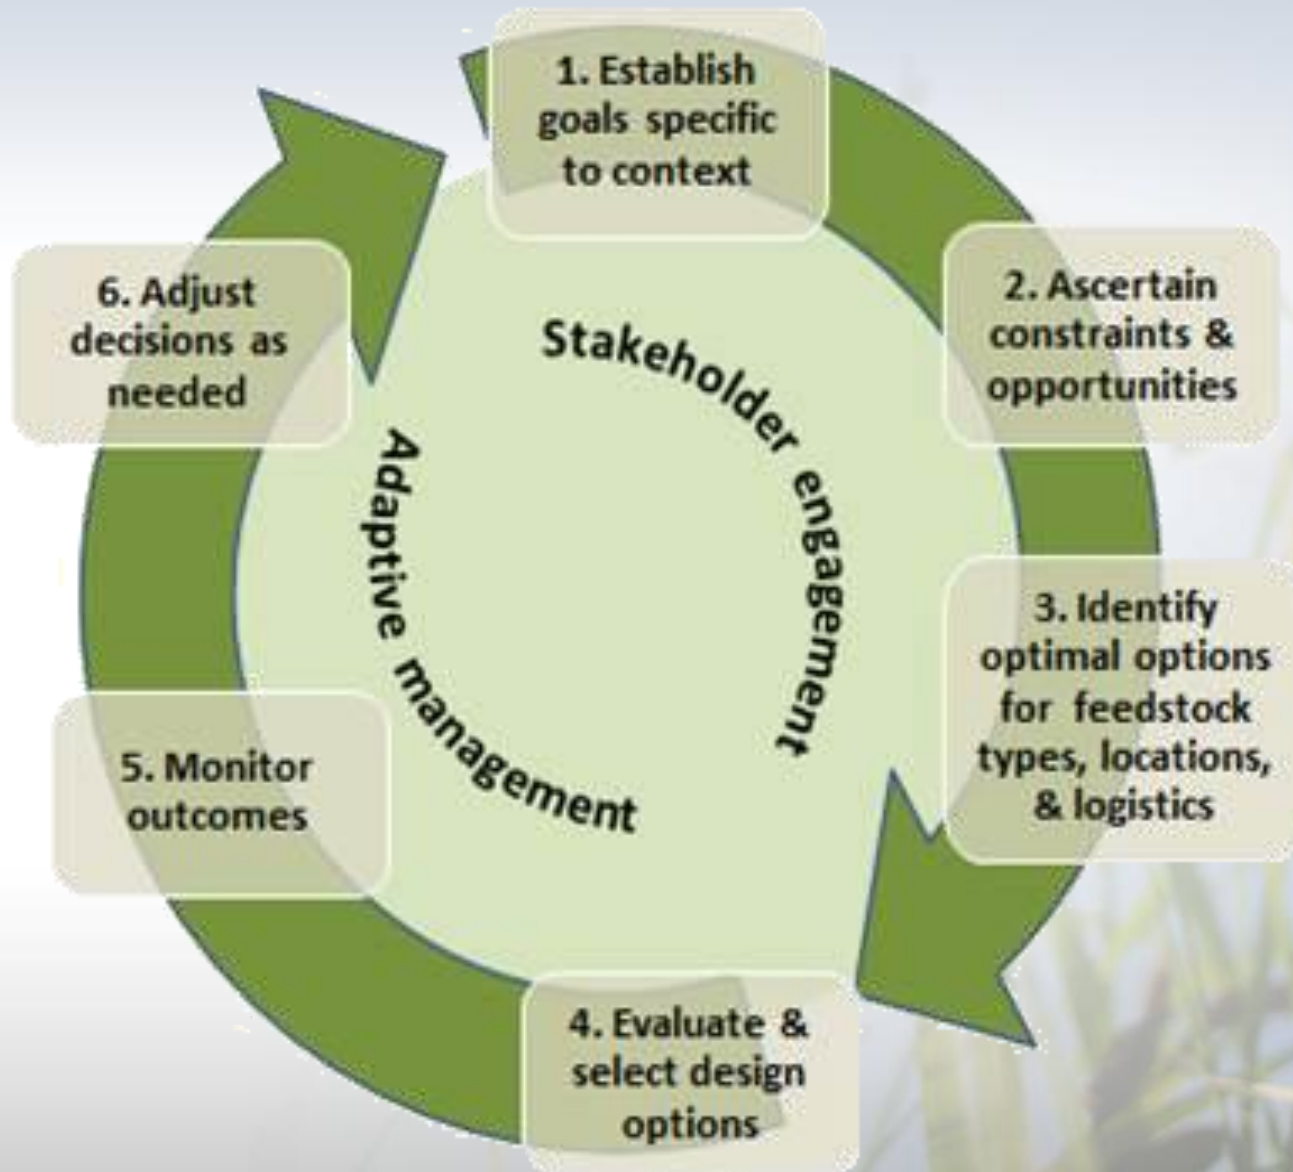 1. Establish
goals specific
to context
2. Ascertain
constraints &
opportunities
3. Identify
optimal options
for feedstock
types, locations,
& logistics
4. Evaluate &
select design
options
5. Monitor
outcomes
6. Adjust
decisions as
needed
Stakeholder engagement
Adaptive management